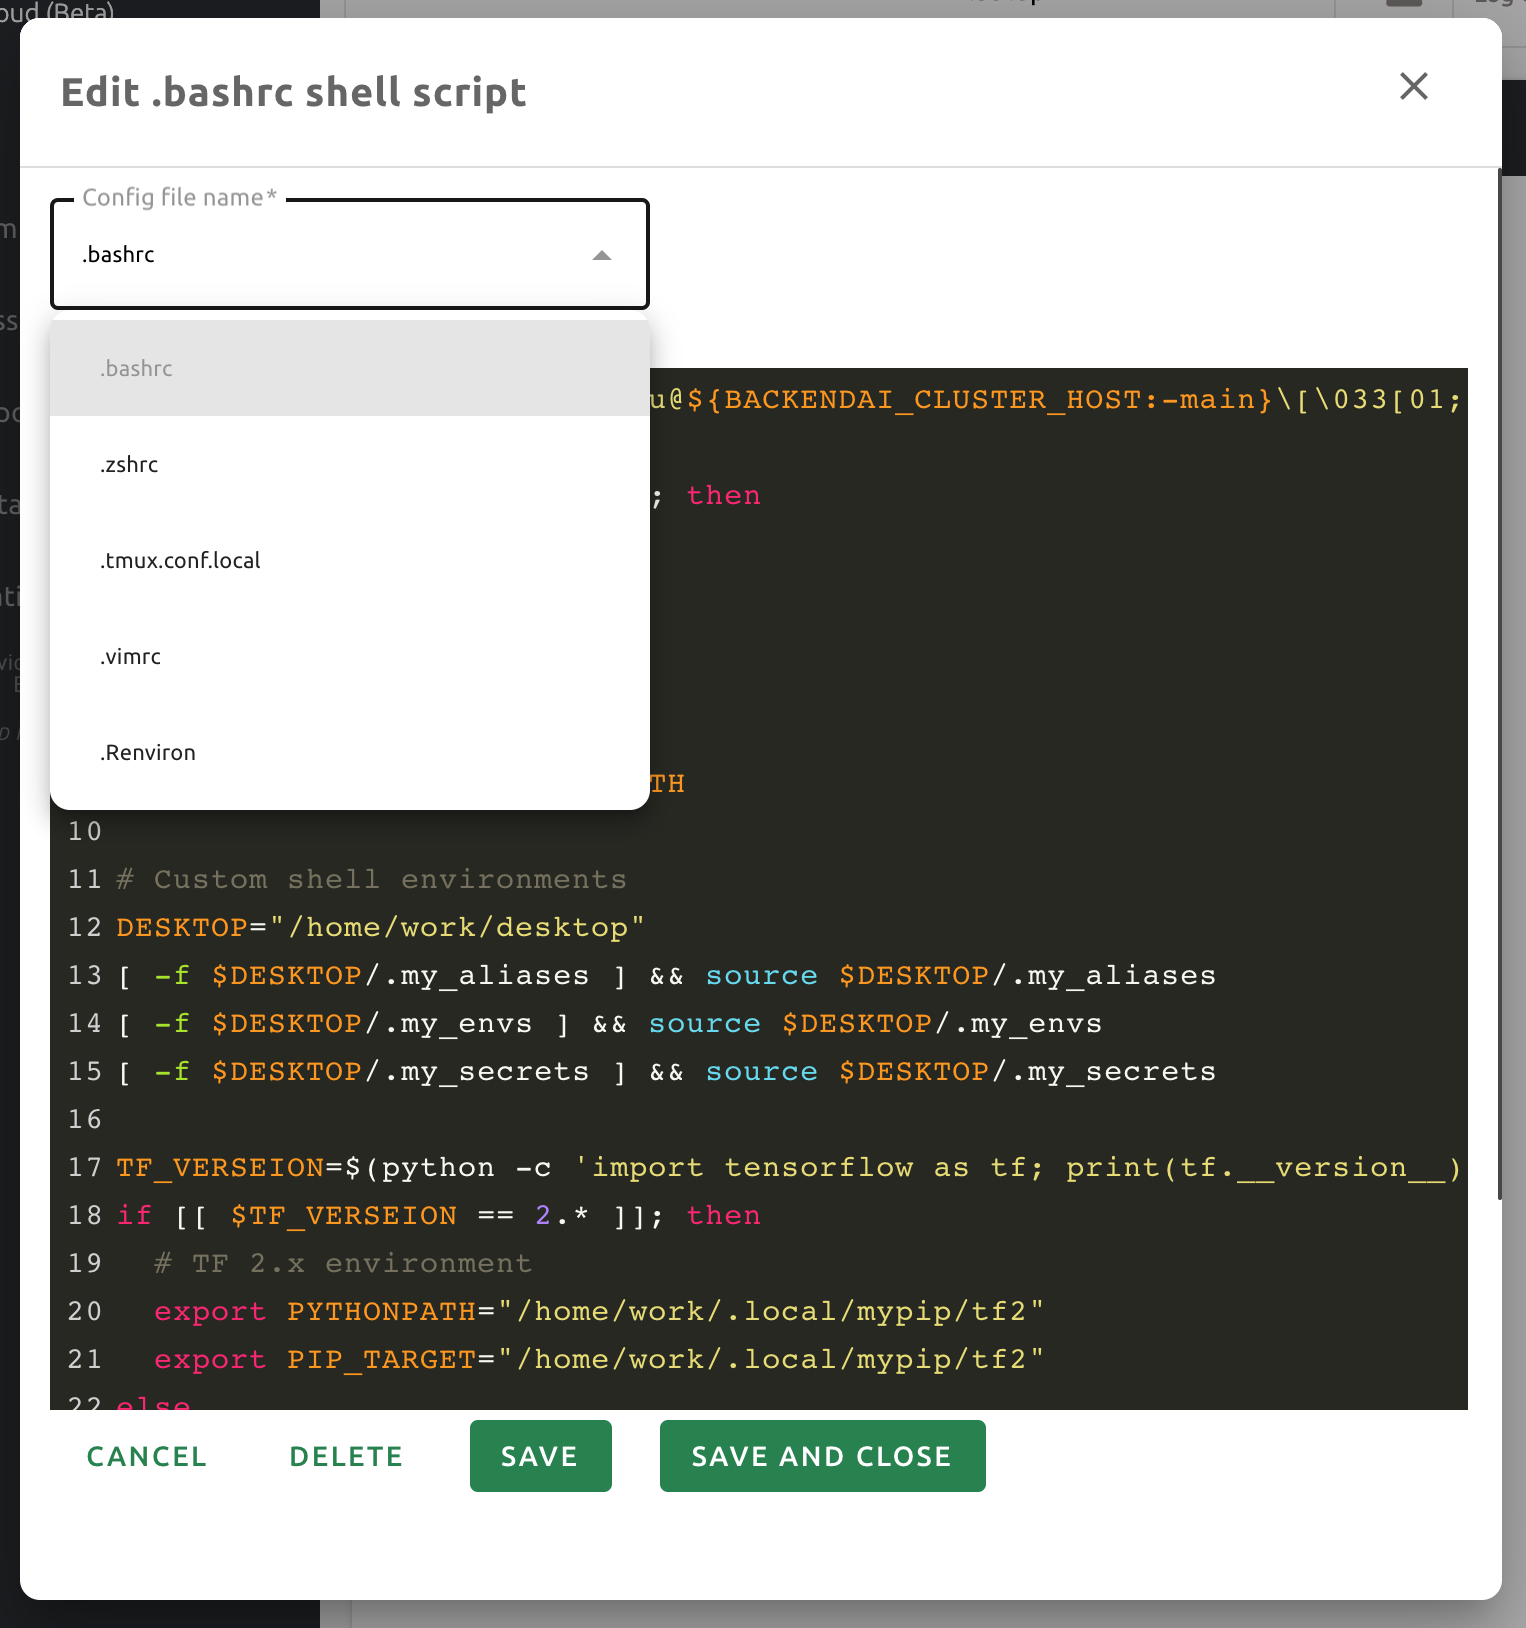 (Beta)
Edit .bashrc shell script
Config file name*
.bashrc
.bashrc
.zshrc
.tmux.conf.local
.vimrc
.Renviron
u@${BACKENDAI_CLUSTER_HOST:-main}\[\033[01;
; then
TH
10
11 # Custom shell environments
12 DESKTOP="/home/work/desktop"
13 [ -f $DESKTOP/.my_aliases ] && source $DESKTOP/.my_aliases
14 [ -f $DESKTOP/.my_envs ] && source $DESKTOP/.my_envs
15 [ -f $DESKTOP/.my_secrets ] && source $DESKTOP/.my_secrets
16
17 TF_VERSEION=$(python -c 'import tensorflow as tf; print(tf.__version__)
18 if [[ $TF_VERSEION == 2.* ]]; then
19 # TF 2.x environment
20 export PYTHONPATH="/home/work/.local/mypip/tf2"
21 export PIP_TARGET="/home/work/.local/mypip/tf2"
22 else
CANCEL DELETE SAVE SAVE AND CLOSE